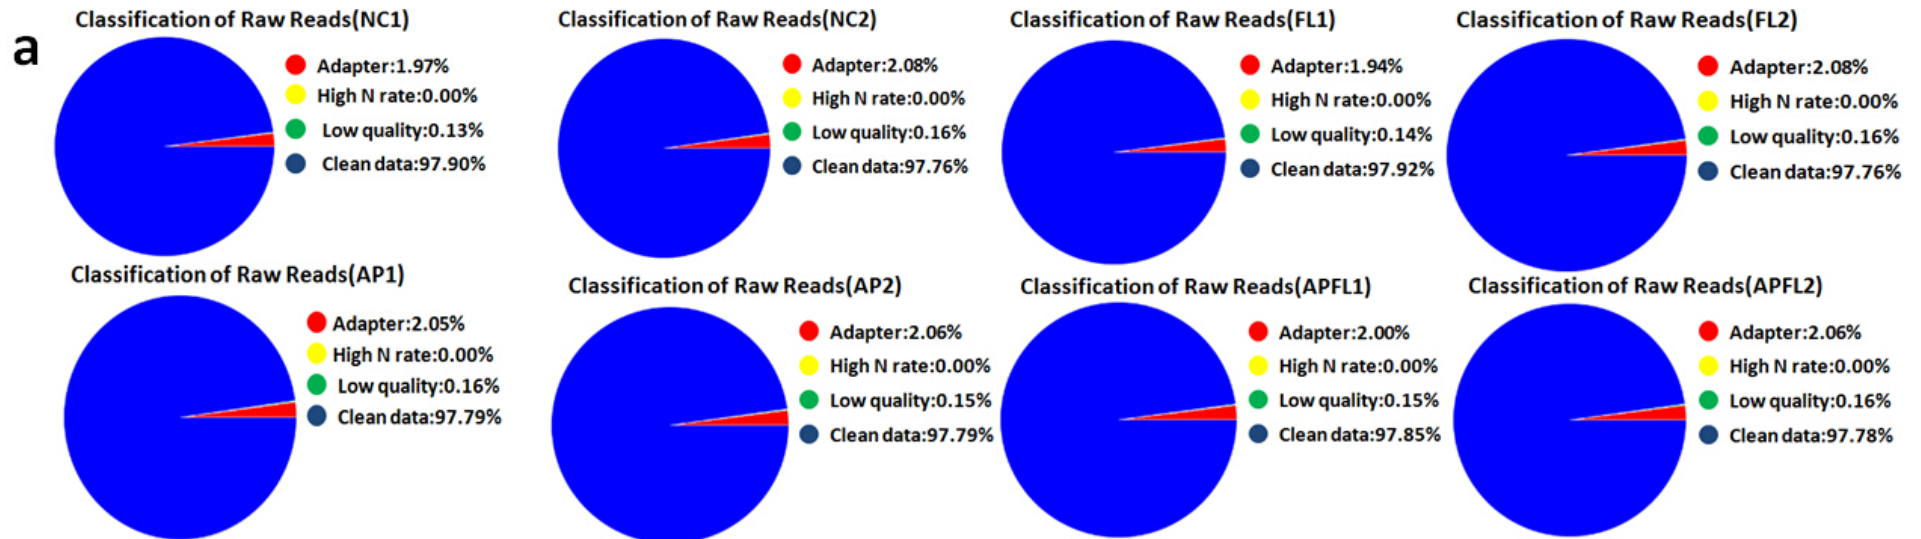 a
Classification of Raw Reads(NC1)
Adapter:1.97%
High N rate:0.00%
Low quality:0.13%
Clean data:97.90%
Classification of Raw Reads(NC2)
Adapter:2.08%
High N rate:0.00%
Low quality:0.16%
Clean data:97.76%
Classification of Raw Reads(FL1)
Adapter:1.94%
High N rate:0.00%
Low quality:0.14%
Clean data:97.92%
Classification of Raw Reads(FL2)
Adapter:2.08%
High N rate:0.00%
Low quality:0.16%
Clean data:97.76%
Classification of Raw Reads(AP1)
Adapter:2.05%
High N rate:0.00%
Low quality:0.16%
Clean data:97.79%
Classification of Raw Reads(AP2)
Adapter:2.06%
High N rate:0.00%
Low quality:0.15%
Clean data:97.79%
Classification of Raw Reads(APFL1)
Adapter:2.00%
High N rate:0.00%
Low quality:0.15%
Clean data:97.85%
Classification of Raw Reads(APFL2)
Adapter:2.06%
High N rate:0.00%
Low quality:0.16%
Clean data:97.78%